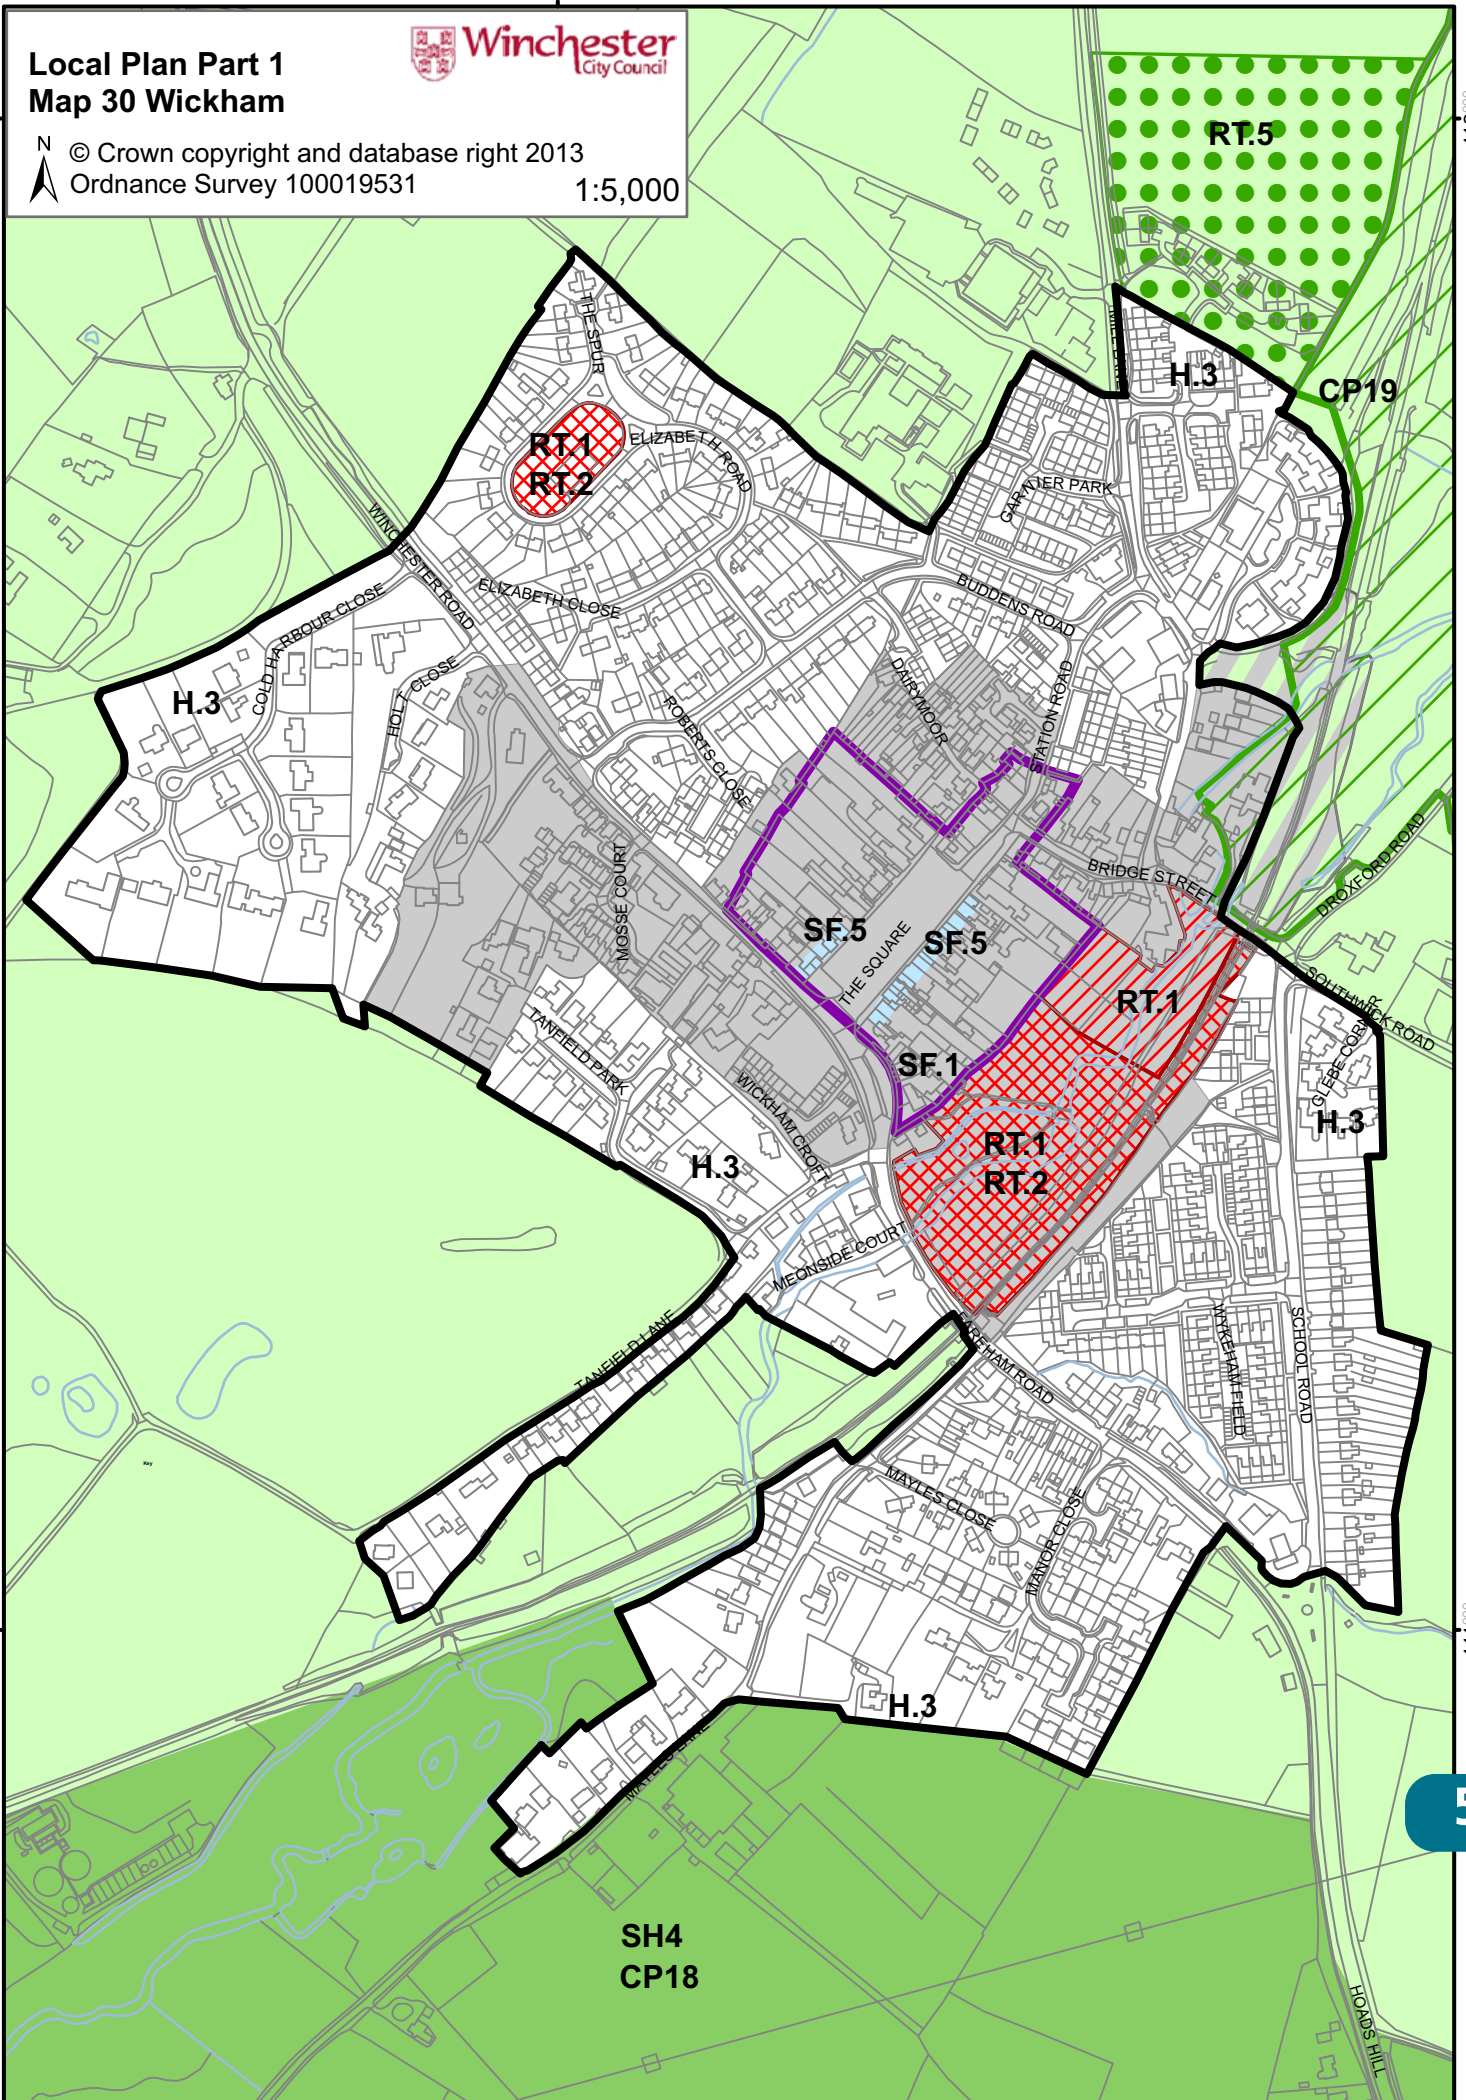 Local Plan Part 1
Map 30 Wickham
Winchester
City Council
N
© Crown copyright and database right 2013
Ordnance Survey 100019531
1:5,000
RT.5
MILL LANE
H.3
CP19
THE SPUR
RT.1
RT.2
ELIZABETH ROAD
GARNIER PARK
WINCHESTER ROAD
ELIZABETH CLOSE
BUDDENS ROAD
COLD HARBOUR CLOSE
HOLT CLOSE
H.3
DAIRYMOOR
STATION ROAD
ROBERTS CLOSE
MOSSE COURT
BRIDGE STREET
DROXFORD ROAD
SF.5
SF.5
THE SQUARE
RT.1
SOUTHWICK ROAD
GLEBE CORNER
TANFIELD PARK
SF.1
WICKHAM CROFT
H.3
RT.1
RT.2
H.3
MEONSIDE COURT
TANFIELD LANE
FAREHAM ROAD
WYKEHAM FIELD
SCHOOL ROAD
Key
MAYLES CLOSE
MANOR CLOSE
H.3
MAYLES LANE
5
SH4
CP18
HOADS HILL